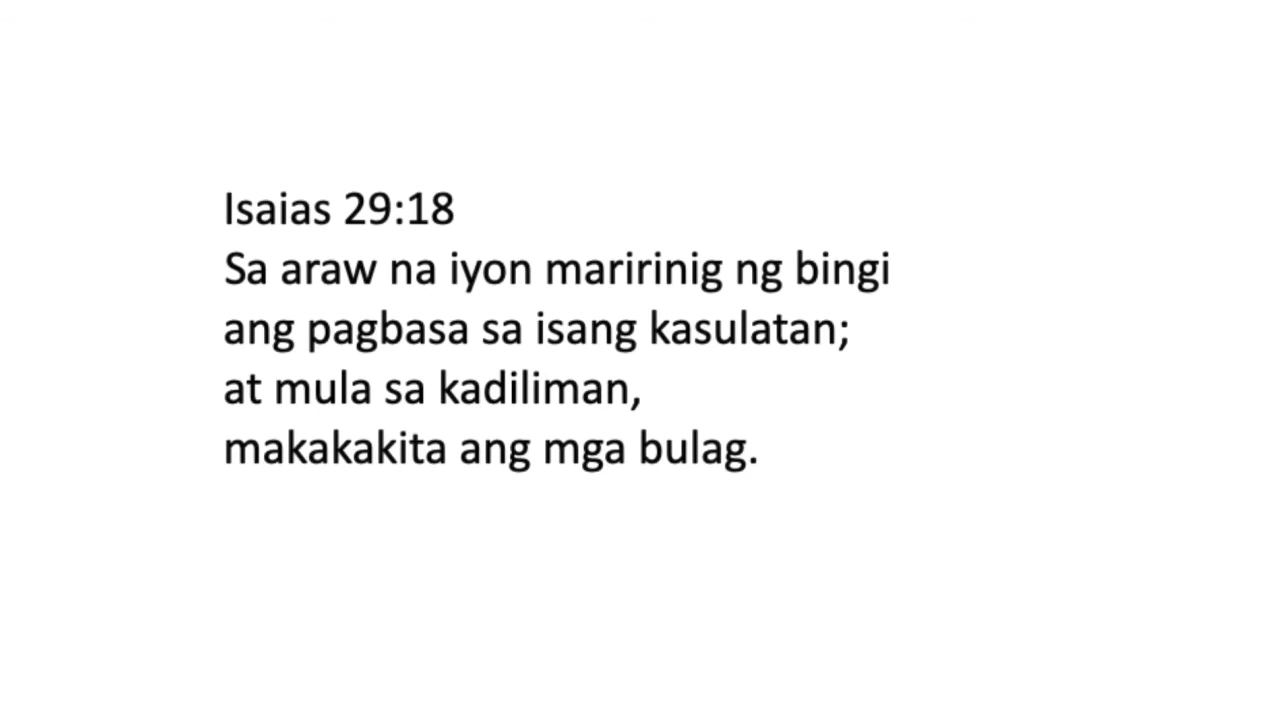 Isaias 29:18
Sa araw na iyon maririnig ng bingi
ang pagbasa sa isang kasulatan;
at mula sa kadiliman,
makakakita ang mga bulag.